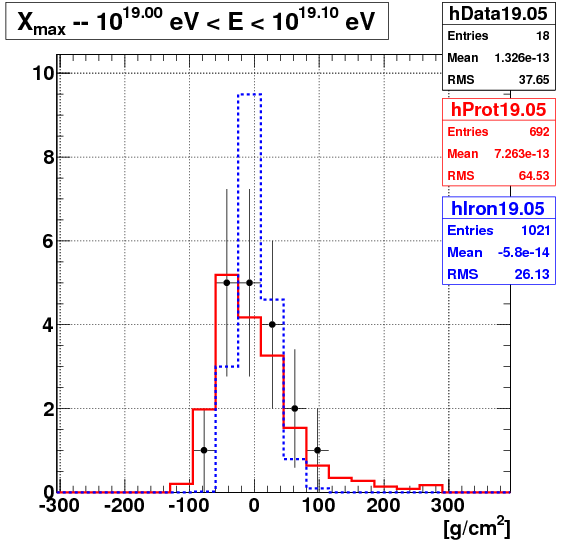 X_max -- 10^19.00 eV < E < 10^19.10 eV
hData19.05
Entries 18
Mean 1.326e-13
RMS 37.65
hProt19.05
Entries 692
Mean 7.263e-13
RMS 64.53
hIron19.05
Entries 1021
Mean -5.8e-14
RMS 26.13
10
8
6
4
2
0
-300 -200 -100 0 100 200 300
[g/cm^2]